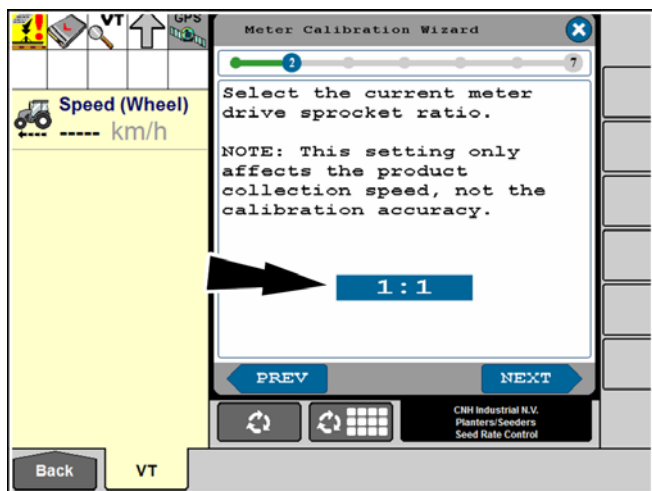 VT
GPS
Meter Calibration Wizard
2
7
Speed (Wheel)
----- km/h
Select the current meter
drive sprocket ratio.
NOTE: This setting only
affects the product
collection speed, not the
calibration accuracy.
1:1
PREV
NEXT
CNH Industrial N.V.
Planters/Seeders
Seed Rate Control
Back
VT